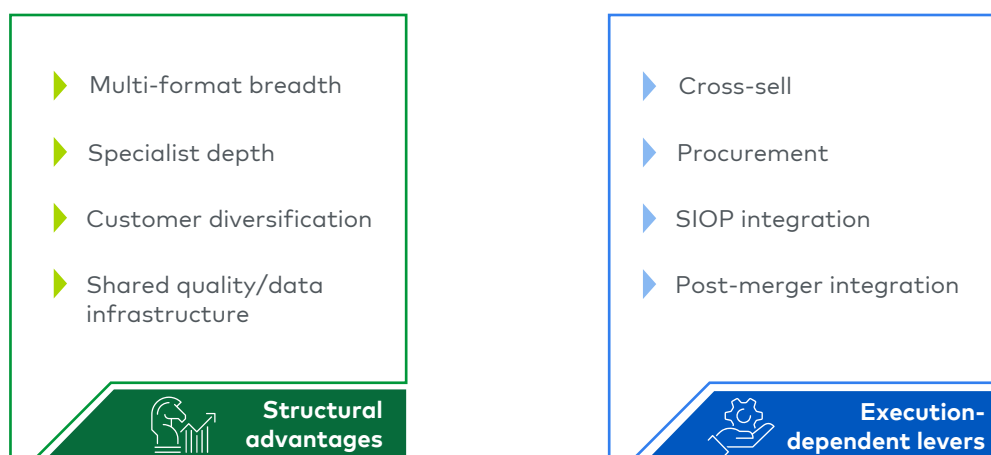 Multi-format breadth
Specialist depth
Customer diversification
Shared quality/data
infrastructure
Structural
advantages
Cross-sell
Procurement
SIOP integration
Post-merger integration
Execution-
dependent levers